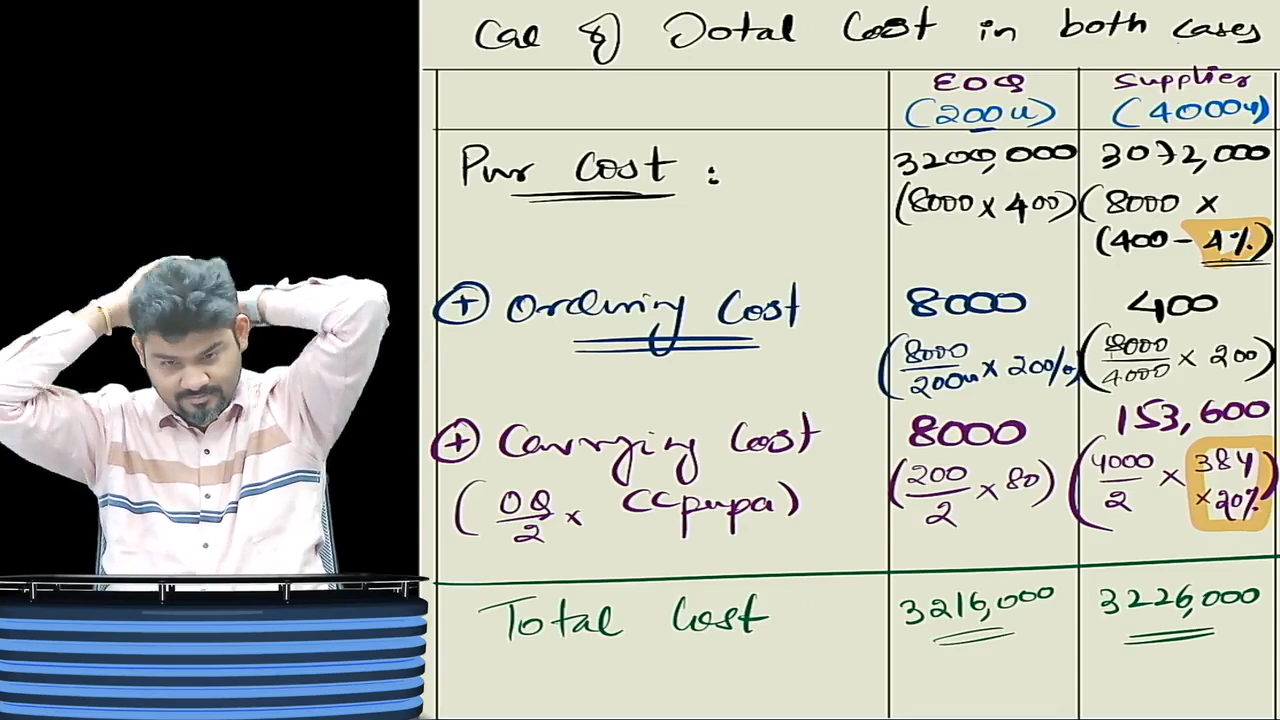 Cal of Total Cost in both cases
EOQ Supplier
(200u) (4000u)
Pur Cost : 3200,000 3072,000
(8000 x 400) (8000 x
(400 - 4%)
+ Ordering Cost 8000 400
(8000/200u x 200/o) (8000/4000 x 200)
+ Carrying Cost 8000 153,600
(OQ/2 x CCpupa) (200/2 x 80) (4000/2 x 384
x 20%)
Total Cost 3216,000 3226,000